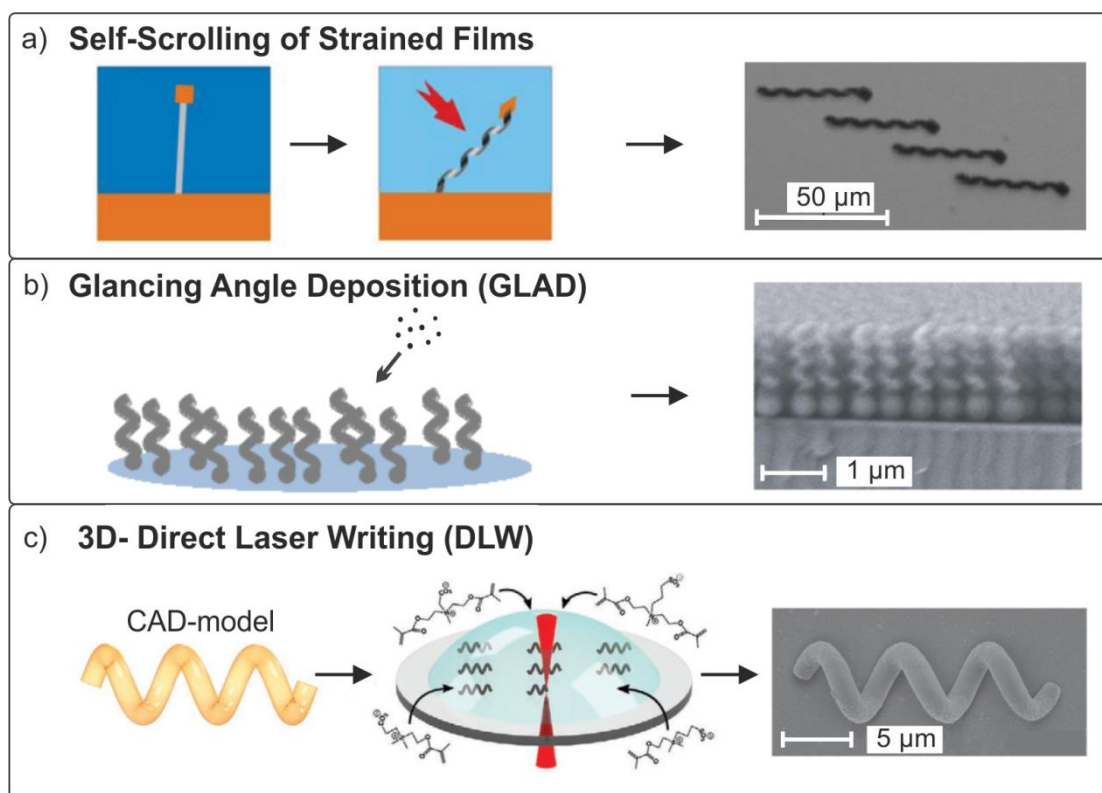 a) Self-Scrolling of Strained Films
50 µm
b) Glancing Angle Deposition (GLAD)
1 µm
c) 3D- Direct Laser Writing (DLW)
CAD-model
5 µm